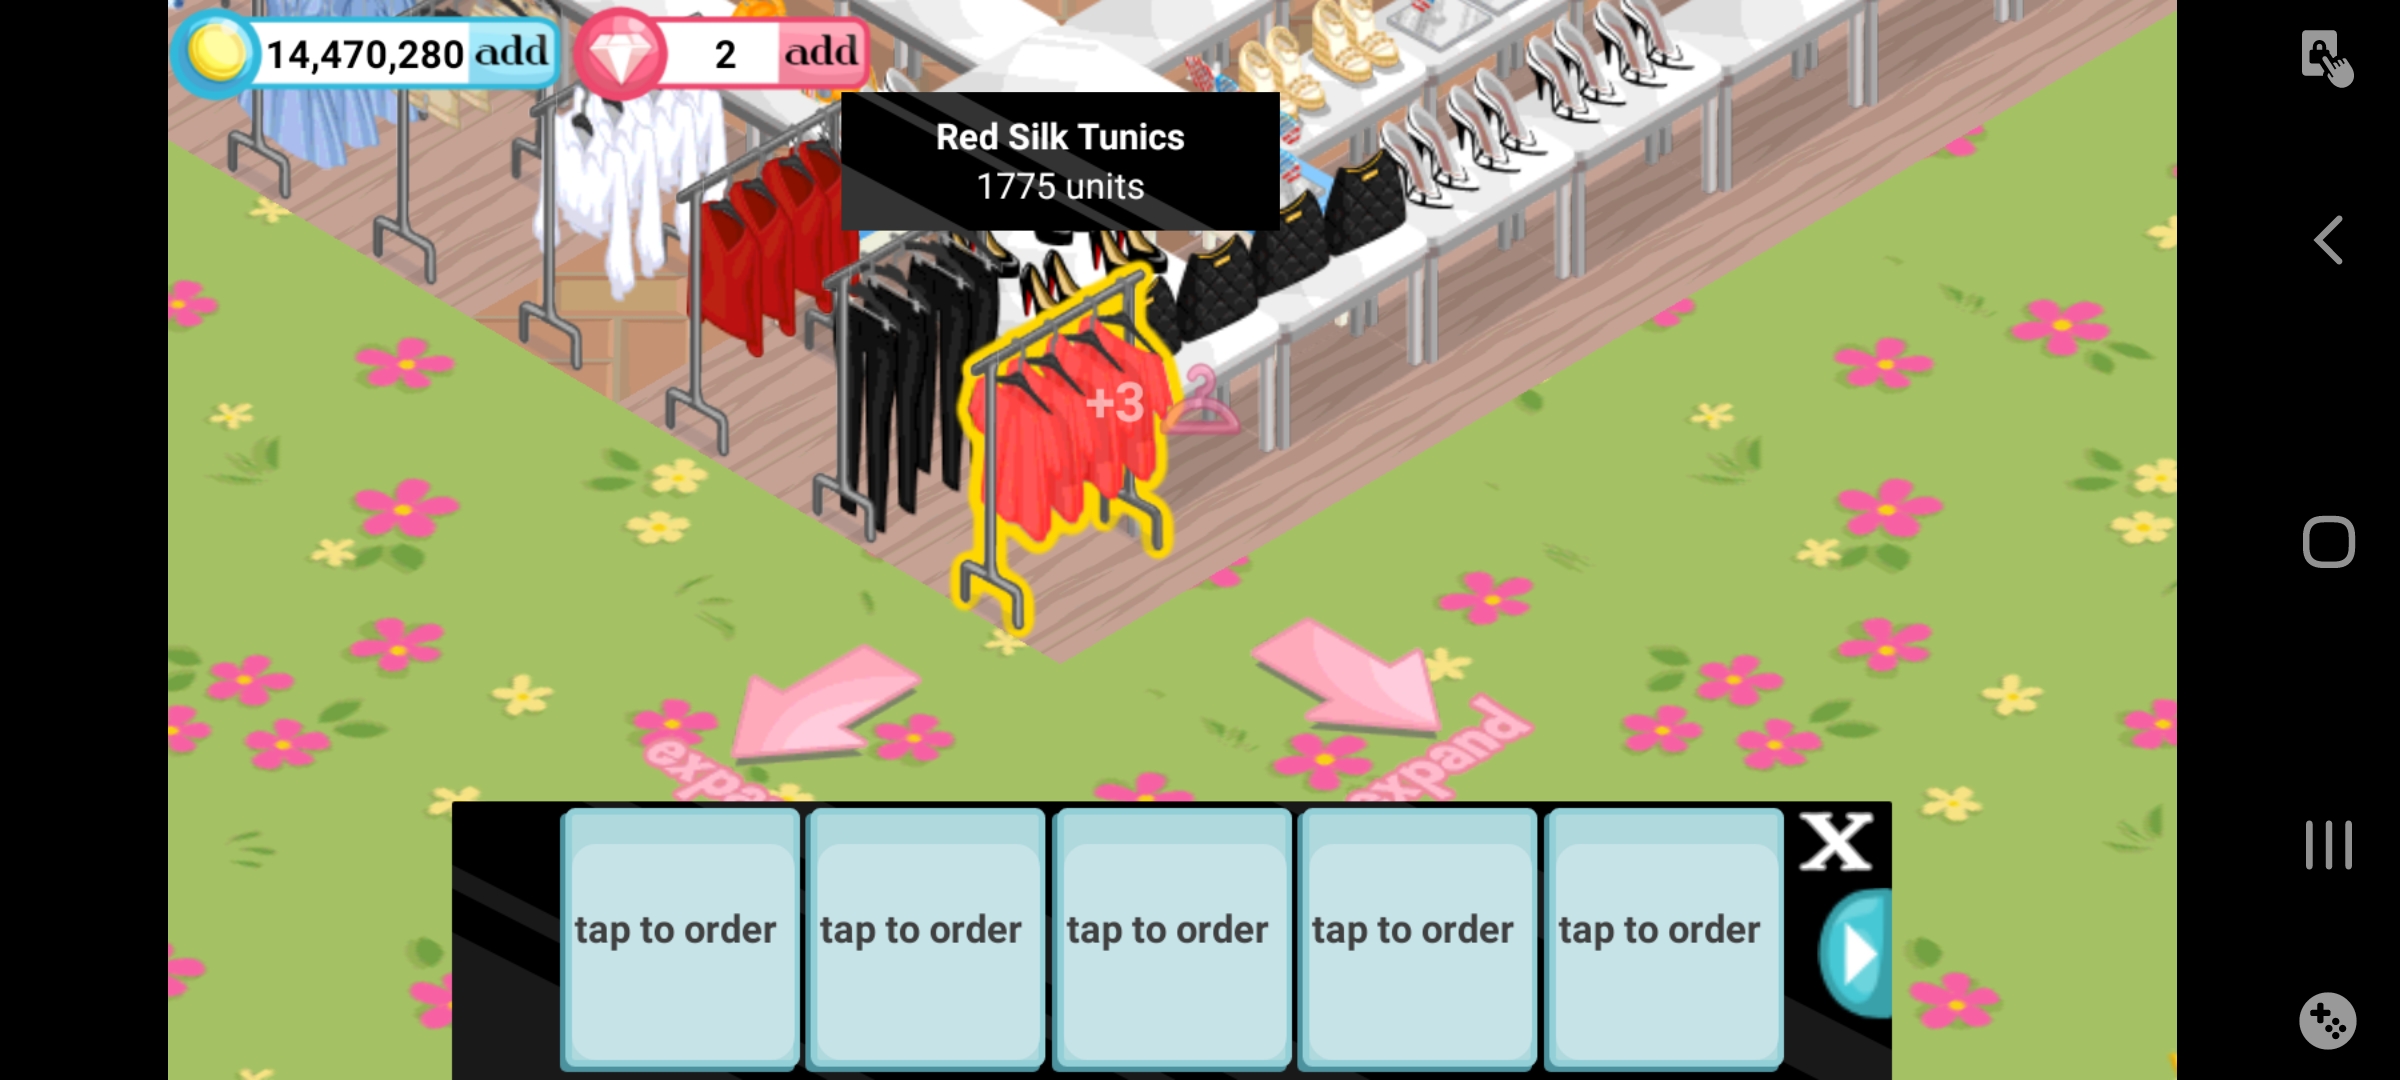 14,470,280 add
2 add
Red Silk Tunics
1775 units
+3
expand
tap to order
tap to order
tap to order
tap to order
tap to order
X